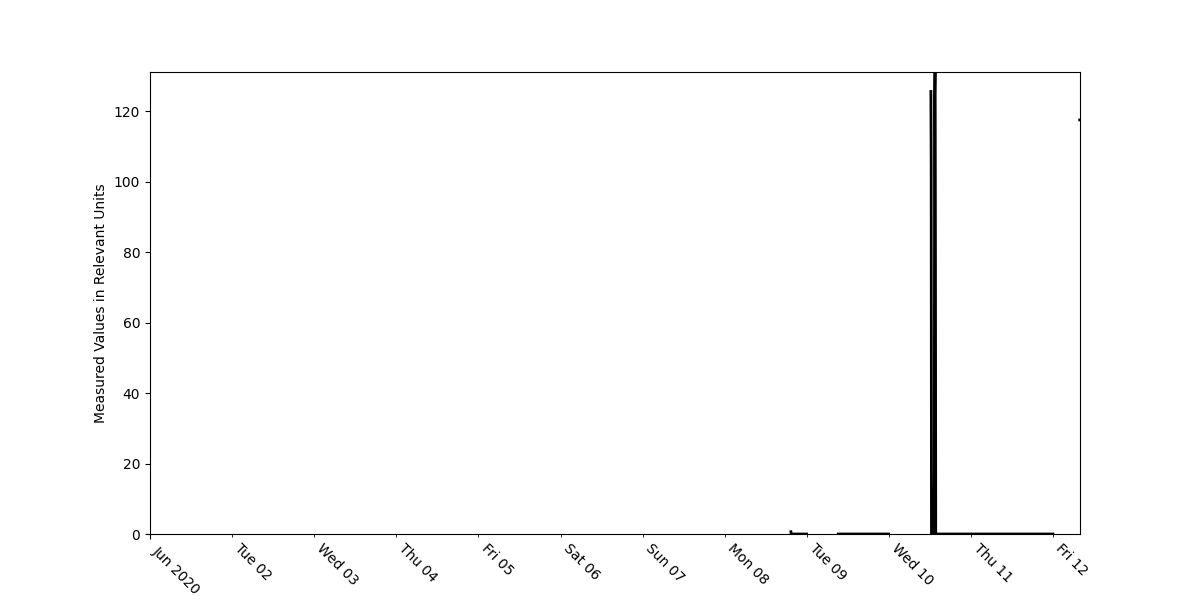 Measured Values in Relevant Units
120
100
80
60
40
20
0
Jun 2020
Tue 02
Wed 03
Thu 04
Fri 05
Sat 06
Sun 07
Mon 08
Tue 09
Wed 10
Thu 11
Fri 12